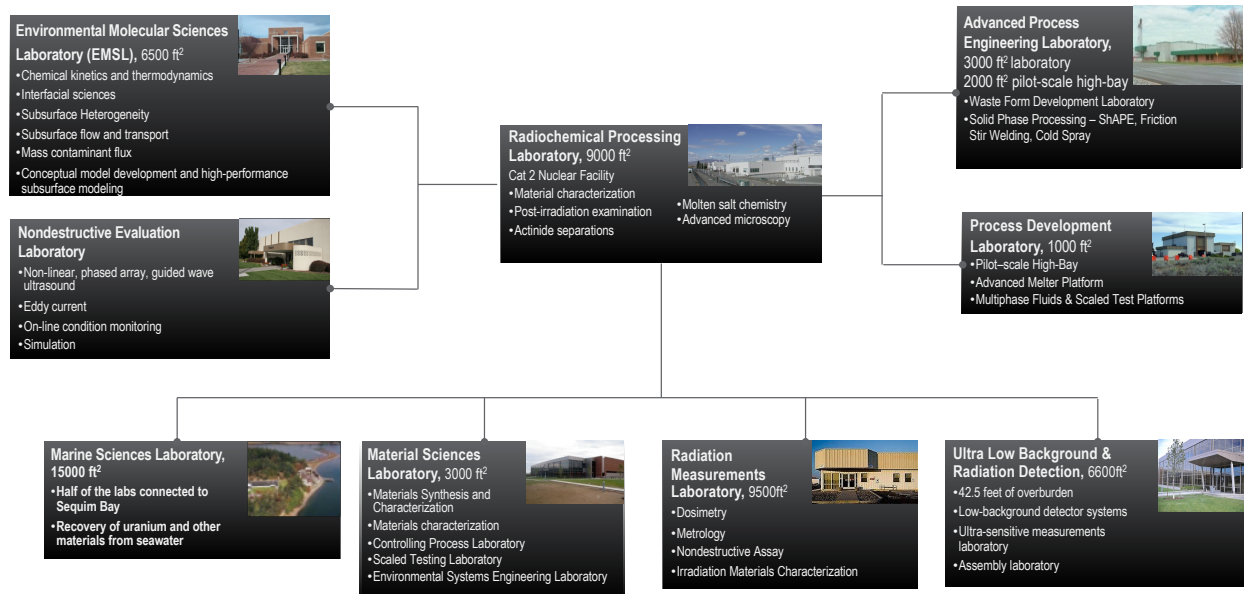 Environmental Molecular Sciences
Laboratory (EMSL), 6500 ft²
•Chemical kinetics and thermodynamics
•Interfacial sciences
•Subsurface Heterogeneity
•Subsurface flow and transport
•Mass contaminant flux
•Conceptual model development and high-performance
subsurface modeling
Nondestructive Evaluation
Laboratory
•Non-linear, phased array, guided wave
ultrasound
•Eddy current
•On-line condition monitoring
•Simulation
Radiochemical Processing
Laboratory, 9000 ft²
Cat 2 Nuclear Facility
•Material characterization
•Post-irradiation examination
•Actinide separations
•Molten salt chemistry
•Advanced microscopy
Advanced Process
Engineering Laboratory,
3000 ft² laboratory
2000 ft² pilot-scale high-bay
•Waste Form Development Laboratory
•Solid Phase Processing – ShAPE, Friction
Stir Welding, Cold Spray
Process Development
Laboratory, 1000 ft²
•Pilot–scale High-Bay
•Advanced Melter Platform
•Multiphase Fluids & Scaled Test Platforms
Marine Sciences Laboratory,
15000 ft²
•Half of the labs connected to
Sequim Bay
•Recovery of uranium and other
materials from seawater
Material Sciences
Laboratory, 3000 ft²
•Materials Synthesis and
Characterization
•Materials characterization
•Controlling Process Laboratory
•Scaled Testing Laboratory
•Environmental Systems Engineering Laboratory
Radiation
Measurements
Laboratory, 9500ft²
•Dosimetry
•Metrology
•Nondestructive Assay
•Irradiation Materials Characterization
Ultra Low Background &
Radiation Detection, 6600ft²
•42.5 feet of overburden
•Low-background detector systems
•Ultra-sensitive measurements
laboratory
•Assembly laboratory